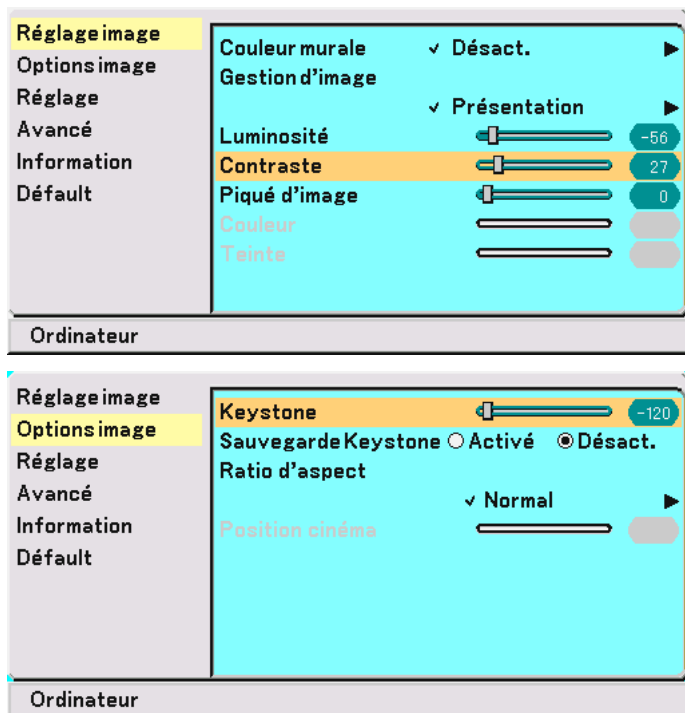 Réglage image
Options image
Réglage
Avancé
Information
Défault
Couleur murale ✓ Désact. ▶
Gestion d'image
✓ Présentation ▶
Luminosité -56
Contraste 27
Piqué d'image 0
Couleur
Teinte
Ordinateur
Réglage image
Options image
Réglage
Avancé
Information
Défault
Keystone -120
Sauvegarde Keystone ○ Activé ◉ Désact.
Ratio d'aspect
✓ Normal ▶
Position cinéma
Ordinateur